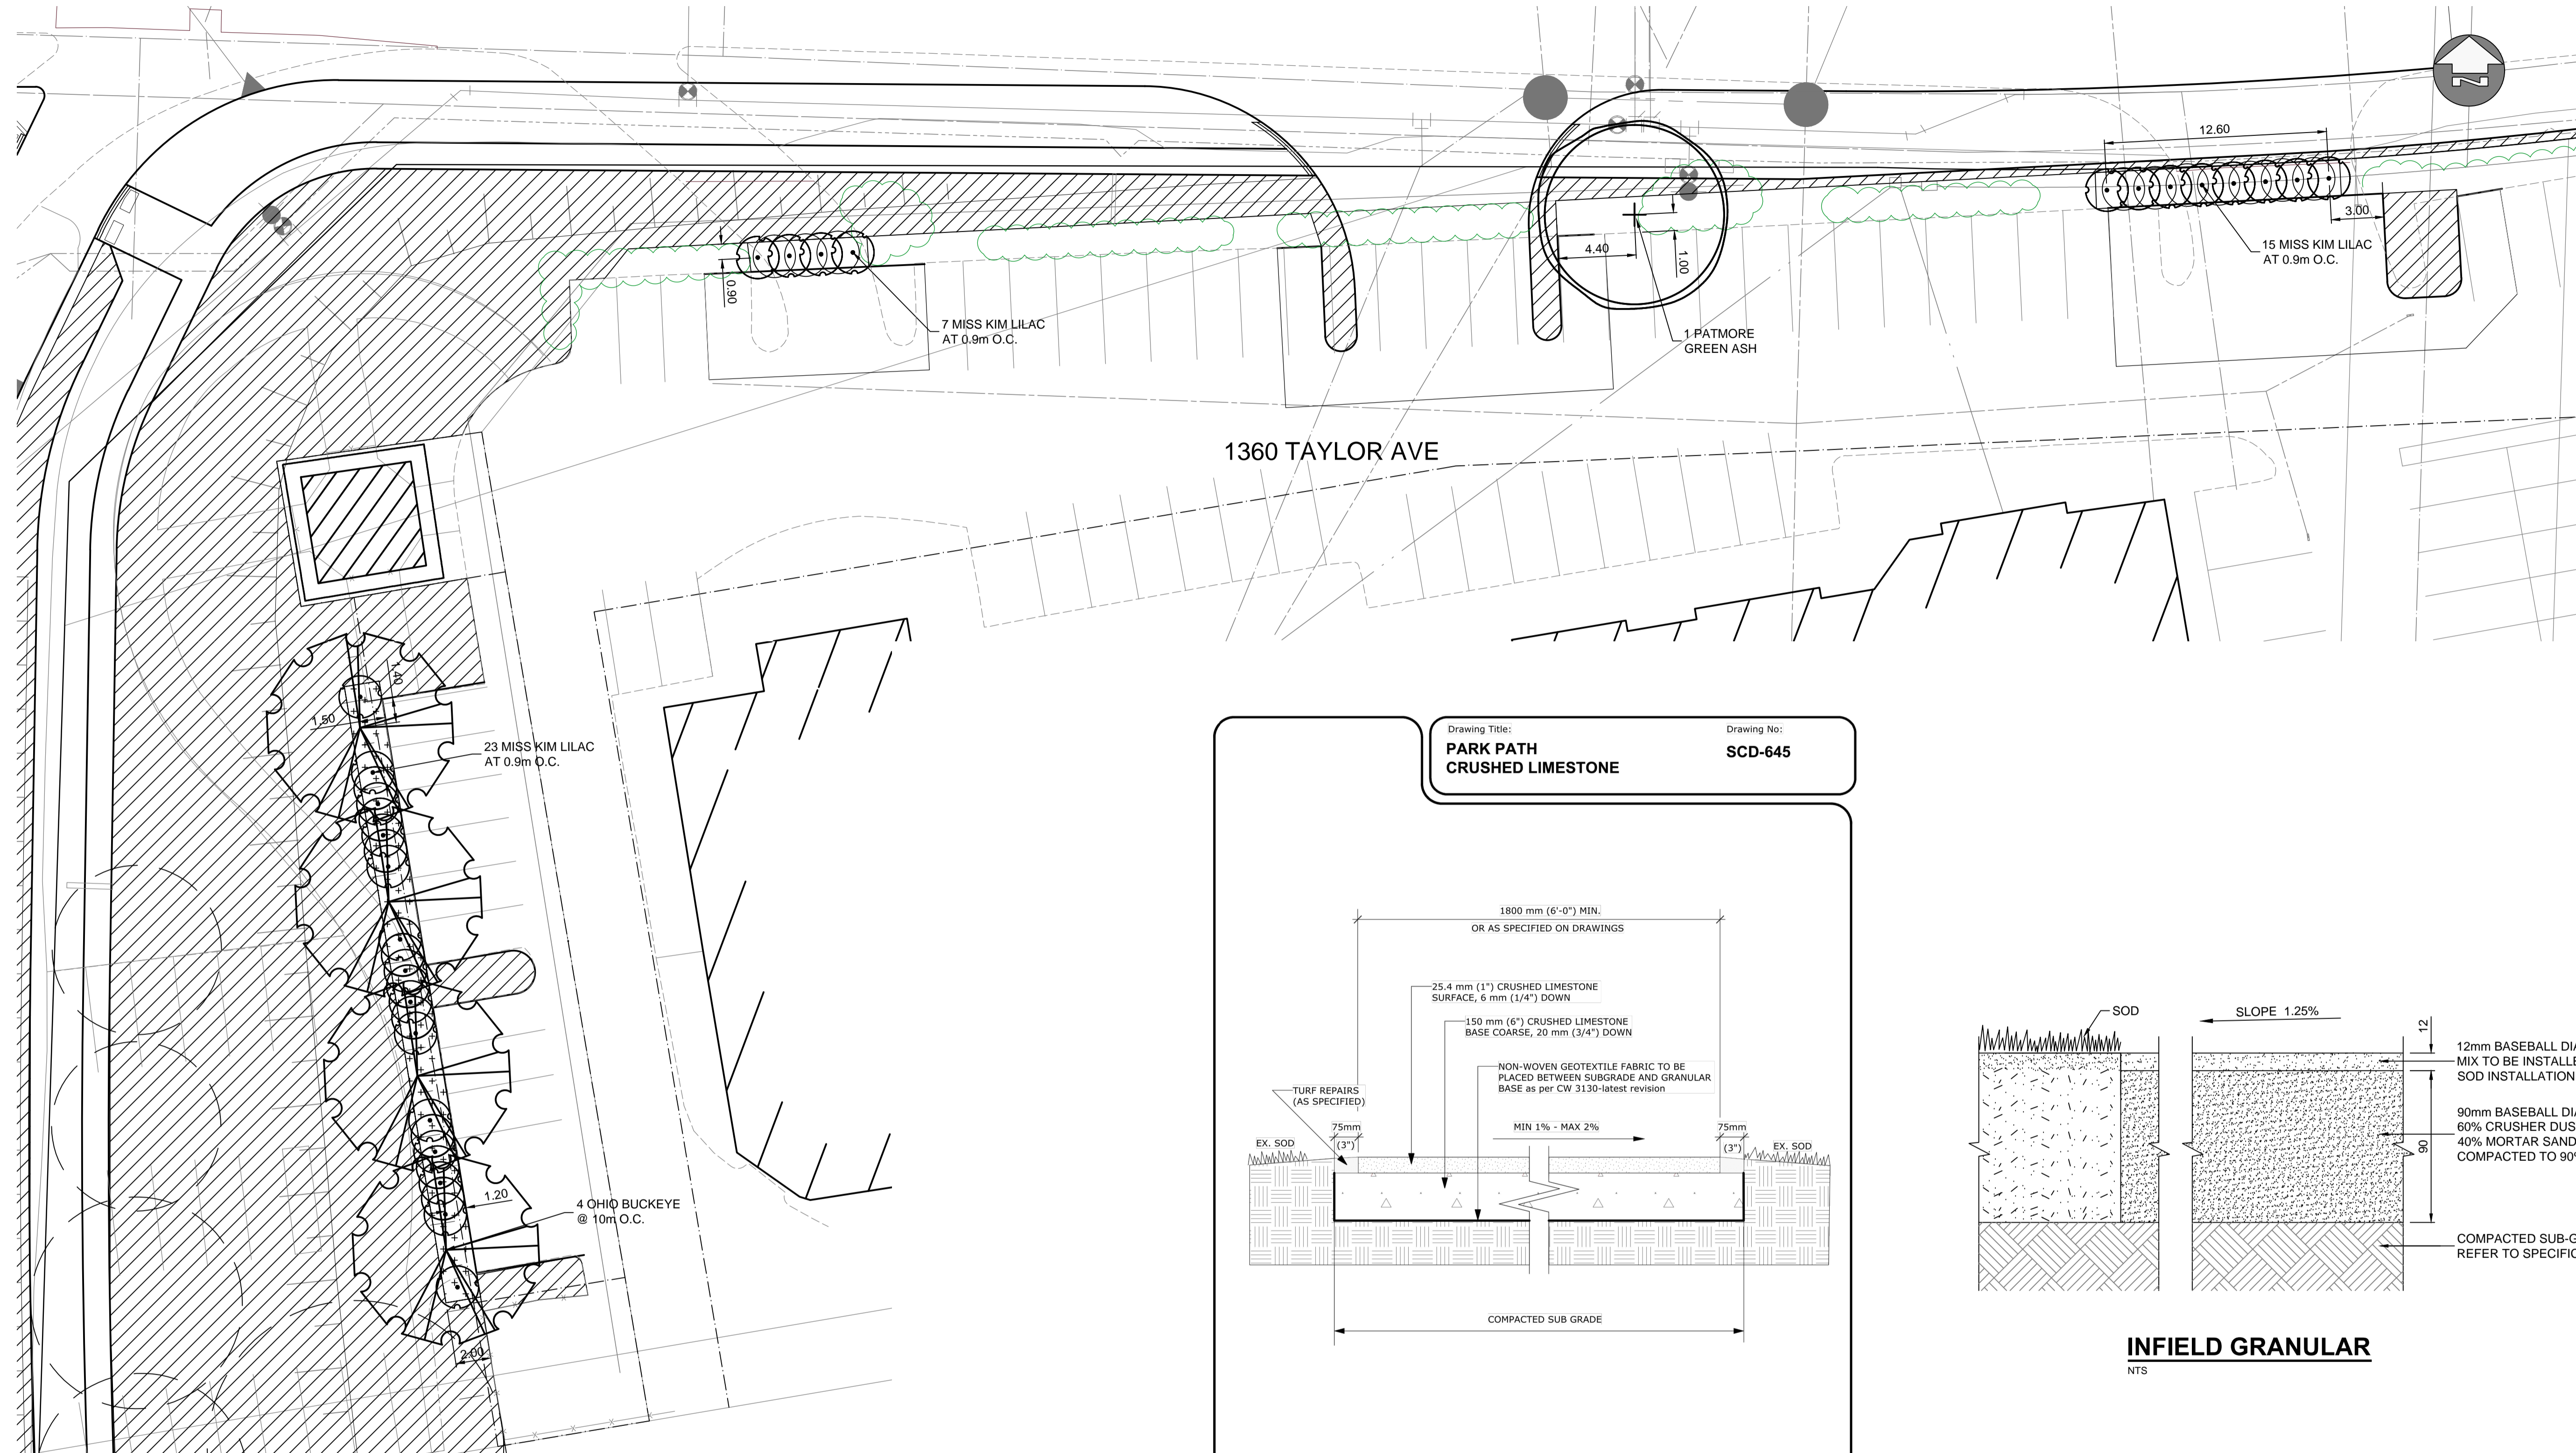 12.60
3.00
15 MISS KIM LILAC
AT 0.9m O.C.
0.90
7 MISS KIM LILAC
AT 0.9m O.C.
4.40
1.00
1 PATMORE
GREEN ASH
1360 TAYLOR AVE
1.40
1.50
23 MISS KIM LILAC
AT 0.9m O.C.
1.20
4 OHIO BUCKEYE
@ 10m O.C.
2.00
Drawing Title:
PARK PATH
CRUSHED LIMESTONE
Drawing No:
SCD-645
1800 mm (6'-0") MIN.
OR AS SPECIFIED ON DRAWINGS
25.4 mm (1") CRUSHED LIMESTONE
SURFACE, 6 mm (1/4") DOWN
150 mm (6") CRUSHED LIMESTONE
BASE COARSE, 20 mm (3/4") DOWN
NON-WOVEN GEOTEXTILE FABRIC TO BE
PLACED BETWEEN SUBGRADE AND GRANULAR
BASE as per CW 3130-latest revision
TURF REPAIRS
(AS SPECIFIED)
75mm
(3")
MIN 1% - MAX 2%
75mm
(3")
EX. SOD
EX. SOD
COMPACTED SUB GRADE
SOD
SLOPE 1.25%
12
12mm BASEBALL DIA
MIX TO BE INSTALLE
SOD INSTALLATION
90
90mm BASEBALL DIA
60% CRUSHER DUS
40% MORTAR SAND
COMPACTED TO 90%
COMPACTED SUB-G
REFER TO SPECIFIC
INFIELD GRANULAR
NTS